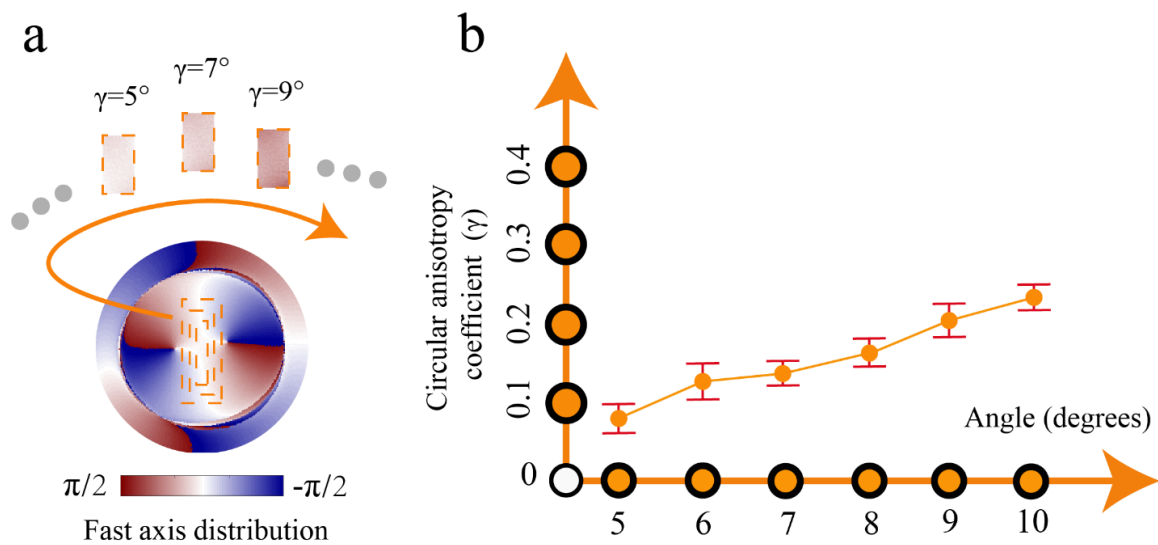 a
γ=5°
γ=7°
γ=9°
π/2
-π/2
Fast axis distribution
b
Circular anisotropy
coefficient (γ)
0.4
0.3
0.2
0.1
0
5
6
7
8
9
10
Angle (degrees)